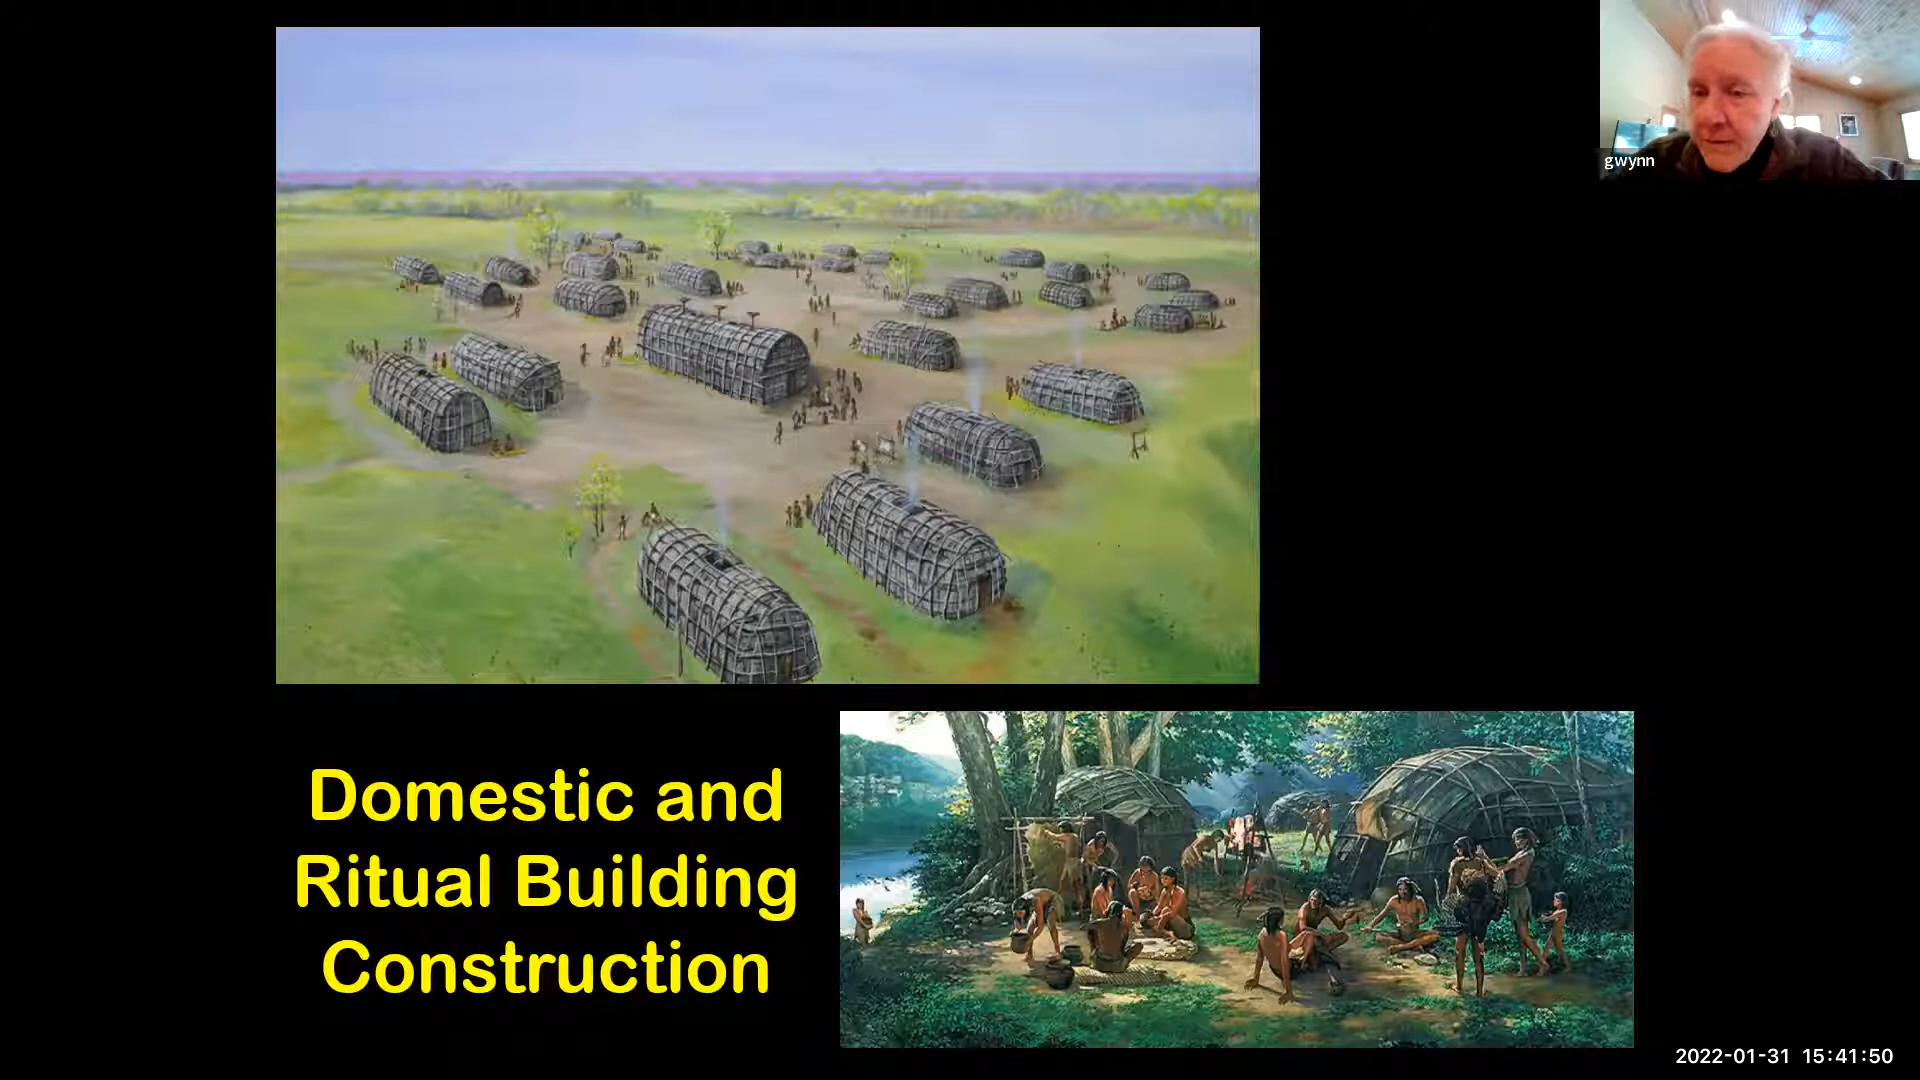 gwynn
Domestic and
Ritual Building
Construction
2022-01-31 15:41:50